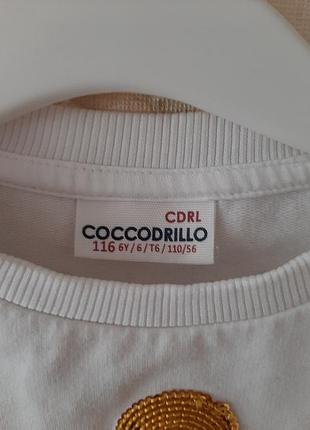 CDRL
COCCODRILLO
116 6Y / 6 / T6 / 110/56